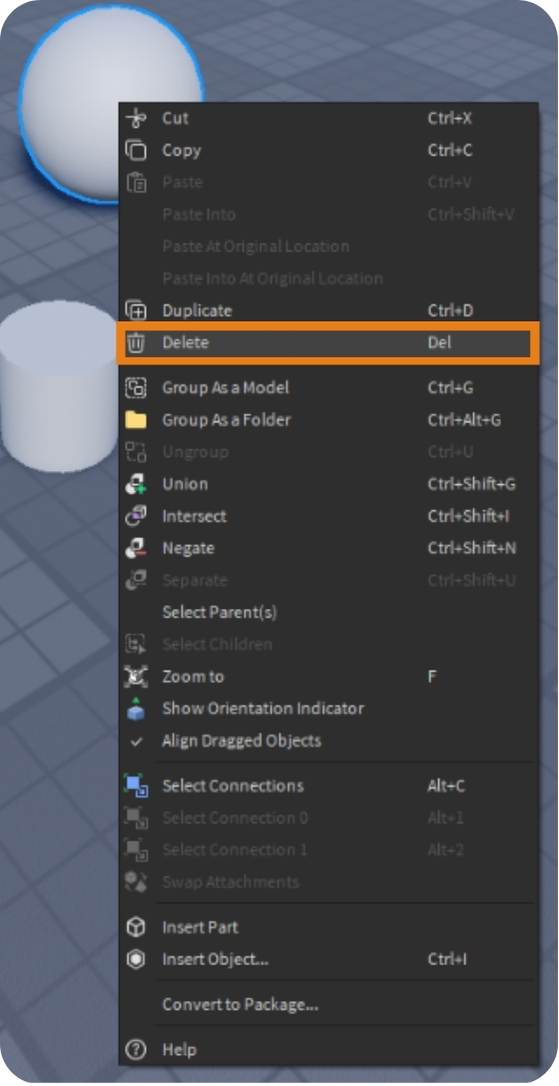 Cut Ctrl+X
Copy Ctrl+C
Paste Ctrl+V
Paste Into Ctrl+Shift+V
Paste At Original Location
Paste Into At Original Location
Duplicate Ctrl+D
Delete Del
Group As a Model Ctrl+G
Group As a Folder Ctrl+Alt+G
Ungroup Ctrl+U
Union Ctrl+Shift+G
Intersect Ctrl+Shift+I
Negate Ctrl+Shift+N
Separate Ctrl+Shift+U
Select Parent(s)
Select Children
Zoom to F
Show Orientation Indicator
Align Dragged Objects
Select Connections Alt+C
Select Connection 0 Alt+1
Select Connection 1 Alt+2
Swap Attachments
Insert Part
Insert Object... Ctrl+I
Convert to Package...
Help